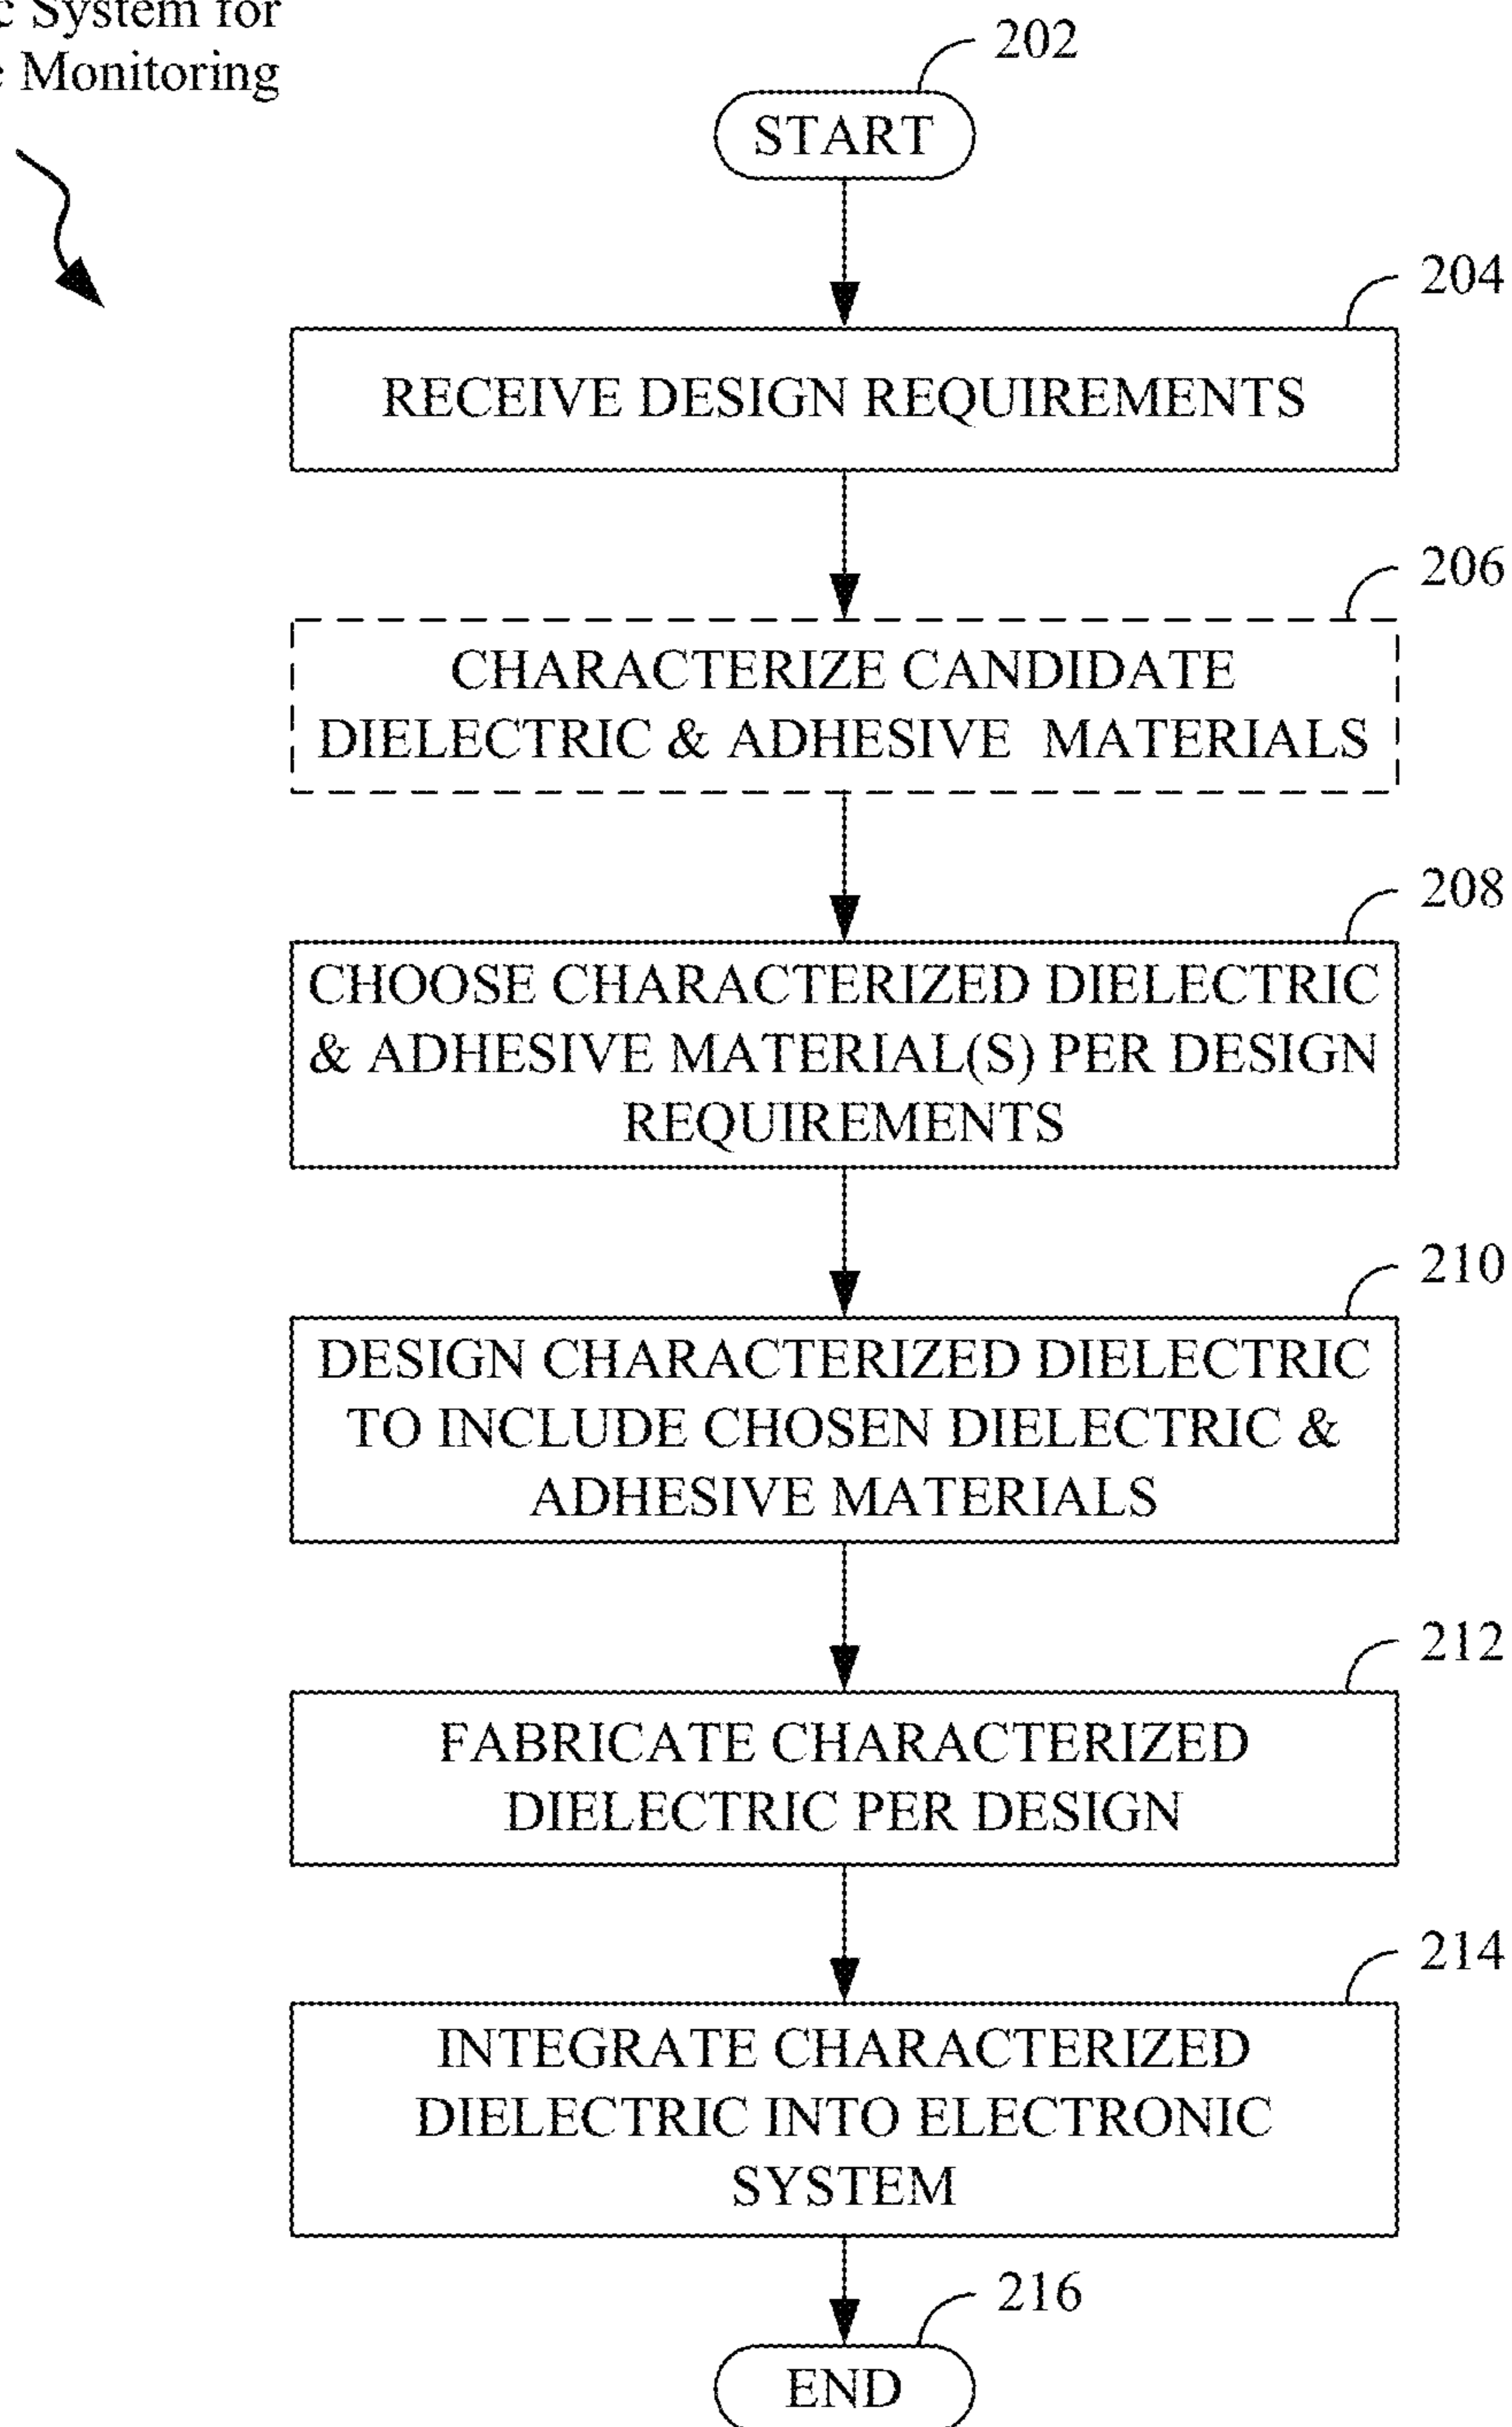 System for
Monitoring
202
START
204
RECEIVE DESIGN REQUIREMENTS
206
CHARACTERIZE CANDIDATE
DIELECTRIC & ADHESIVE MATERIALS
208
CHOOSE CHARACTERIZED DIELECTRIC
& ADHESIVE MATERIAL(S) PER DESIGN
REQUIREMENTS
210
DESIGN CHARACTERIZED DIELECTRIC
TO INCLUDE CHOSEN DIELECTRIC &
ADHESIVE MATERIALS
212
FABRICATE CHARACTERIZED
DIELECTRIC PER DESIGN
214
INTEGRATE CHARACTERIZED
DIELECTRIC INTO ELECTRONIC
SYSTEM
216
END